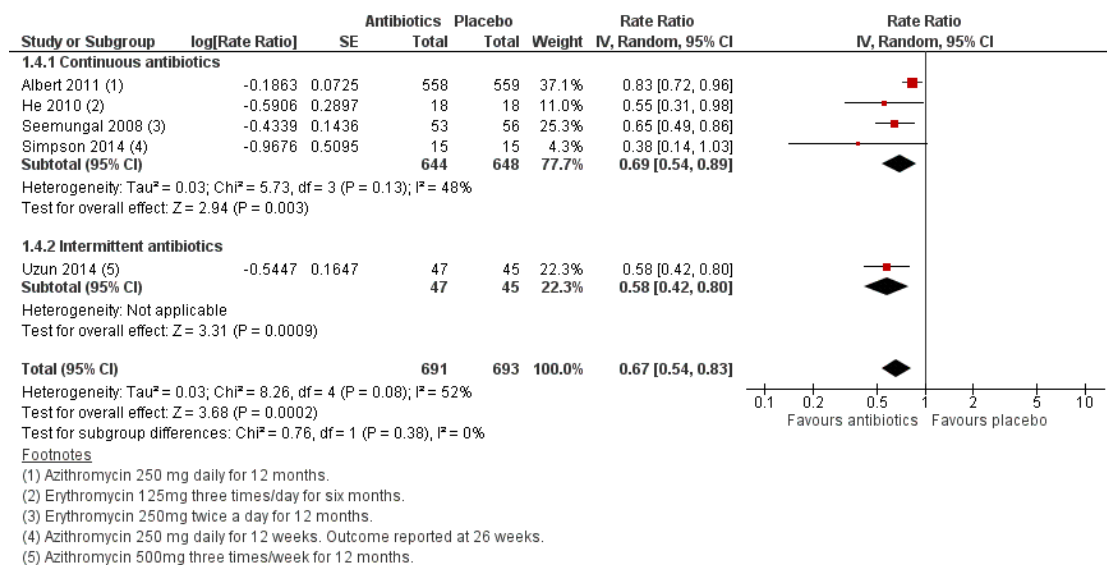 Antibiotics Placebo Rate Ratio Rate Ratio
Study or Subgroup log[Rate Ratio] SE Total Total Weight IV, Random, 95% CI IV, Random, 95% CI
1.4.1 Continuous antibiotics
Albert 2011 (1) -0.1863 0.0725 558 559 37.1% 0.83 [0.72, 0.96]
He 2010 (2) -0.5906 0.2897 18 18 11.0% 0.55 [0.31, 0.98]
Seemungal 2008 (3) -0.4339 0.1436 53 56 25.3% 0.65 [0.49, 0.86]
Simpson 2014 (4) -0.9676 0.5095 15 15 4.3% 0.38 [0.14, 1.03]
Subtotal (95% CI) 644 648 77.7% 0.69 [0.54, 0.89]
Heterogeneity: Tau² = 0.03; Chi² = 5.73, df = 3 (P = 0.13); I² = 48%
Test for overall effect: Z = 2.94 (P = 0.003)
1.4.2 Intermittent antibiotics
Uzun 2014 (5) -0.5447 0.1647 47 45 22.3% 0.58 [0.42, 0.80]
Subtotal (95% CI) 47 45 22.3% 0.58 [0.42, 0.80]
Heterogeneity: Not applicable
Test for overall effect: Z = 3.31 (P = 0.0009)
Total (95% CI) 691 693 100.0% 0.67 [0.54, 0.83]
Heterogeneity: Tau² = 0.03; Chi² = 8.26, df = 4 (P = 0.08); I² = 52%
Test for overall effect: Z = 3.68 (P = 0.0002)
Test for subgroup differences: Chi² = 0.76, df = 1 (P = 0.38), I² = 0%
0.1 0.2 0.5 1 2 5 10
Favours antibiotics Favours placebo
Footnotes
(1) Azithromycin 250 mg daily for 12 months.
(2) Erythromycin 125mg three times/day for six months.
(3) Erythromycin 250mg twice a day for 12 months.
(4) Azithromycin 250 mg daily for 12 weeks. Outcome reported at 26 weeks.
(5) Azithromycin 500mg three times/week for 12 months.